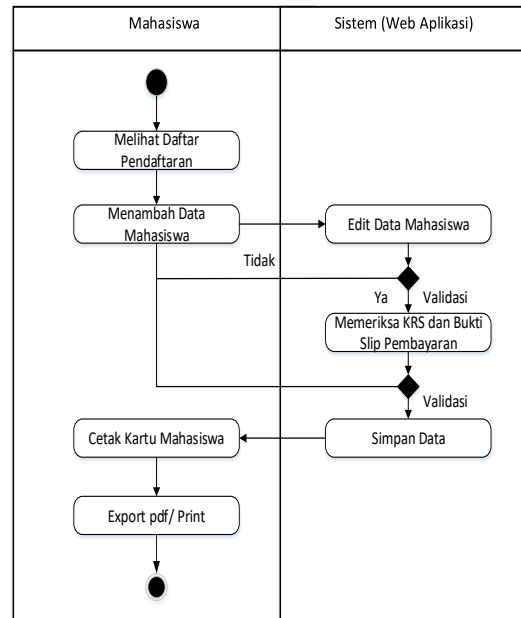 Mahasiswa
Sistem (Web Aplikasi)
Melihat Daftar
Pendaftaran
Menambah Data
Mahasiswa
Edit Data Mahasiswa
Tidak
Ya
Validasi
Memeriksa KRS dan Bukti
Slip Pembayaran
Validasi
Cetak Kartu Mahasiswa
Simpan Data
Export pdf/ Print